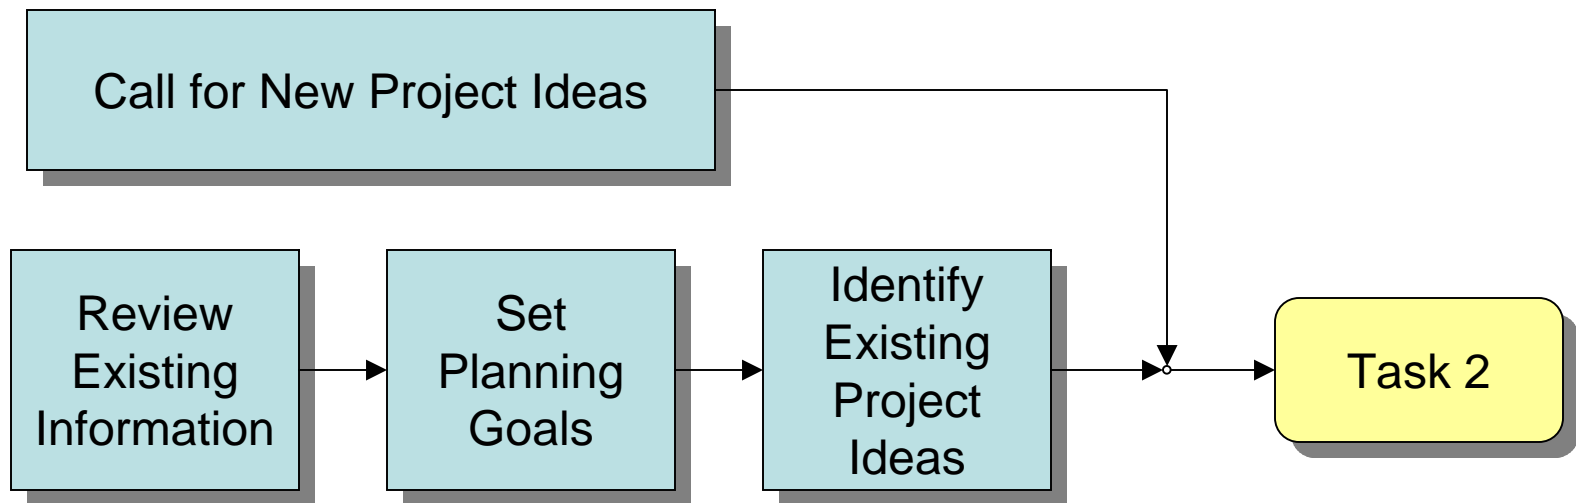 Call for New Project Ideas
Review
Existing
Information
Set
Planning
Goals
Identify
Existing
Project
Ideas
Task 2